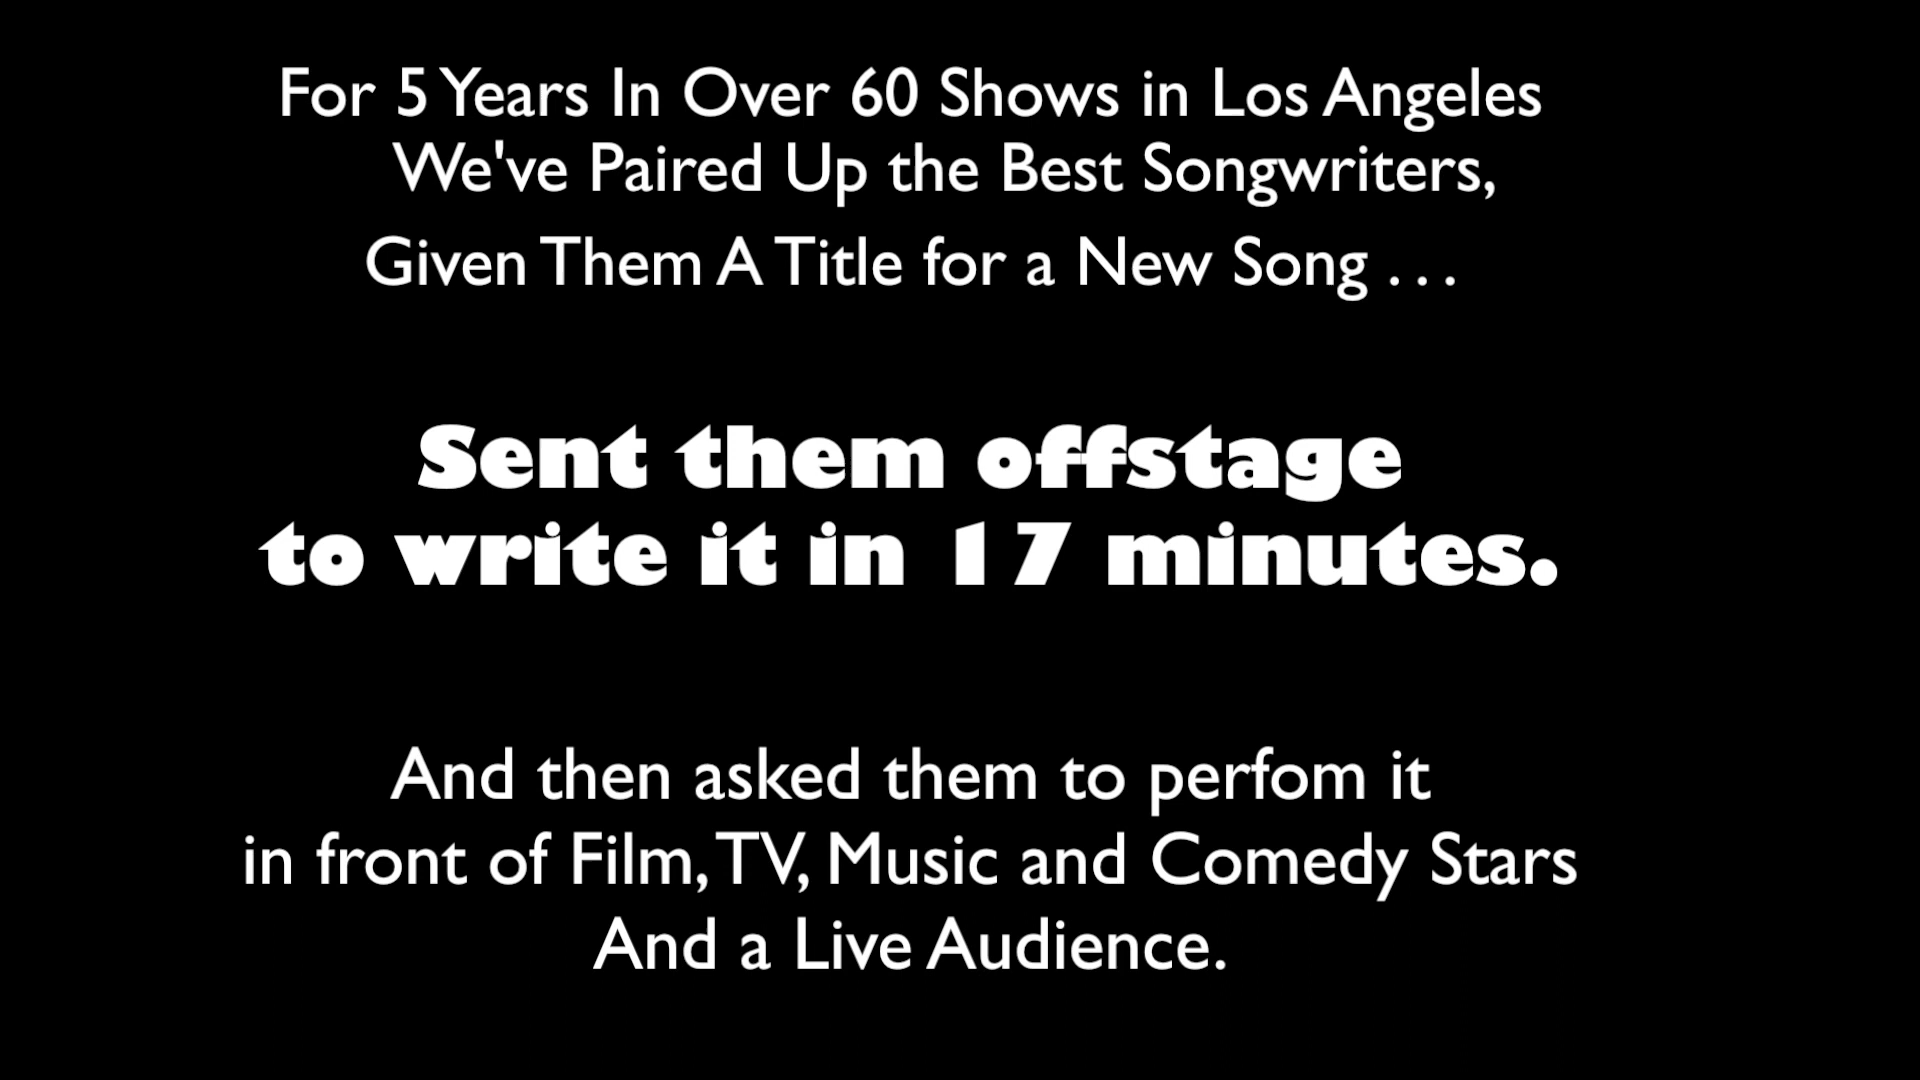 For 5 Years In Over 60 Shows in Los Angeles
We've Paired Up the Best Songwriters,
Given Them A Title for a New Song . . .
Sent them offstage
to write it in 17 minutes.
And then asked them to perfom it
in front of Film, TV, Music and Comedy Stars
And a Live Audience.